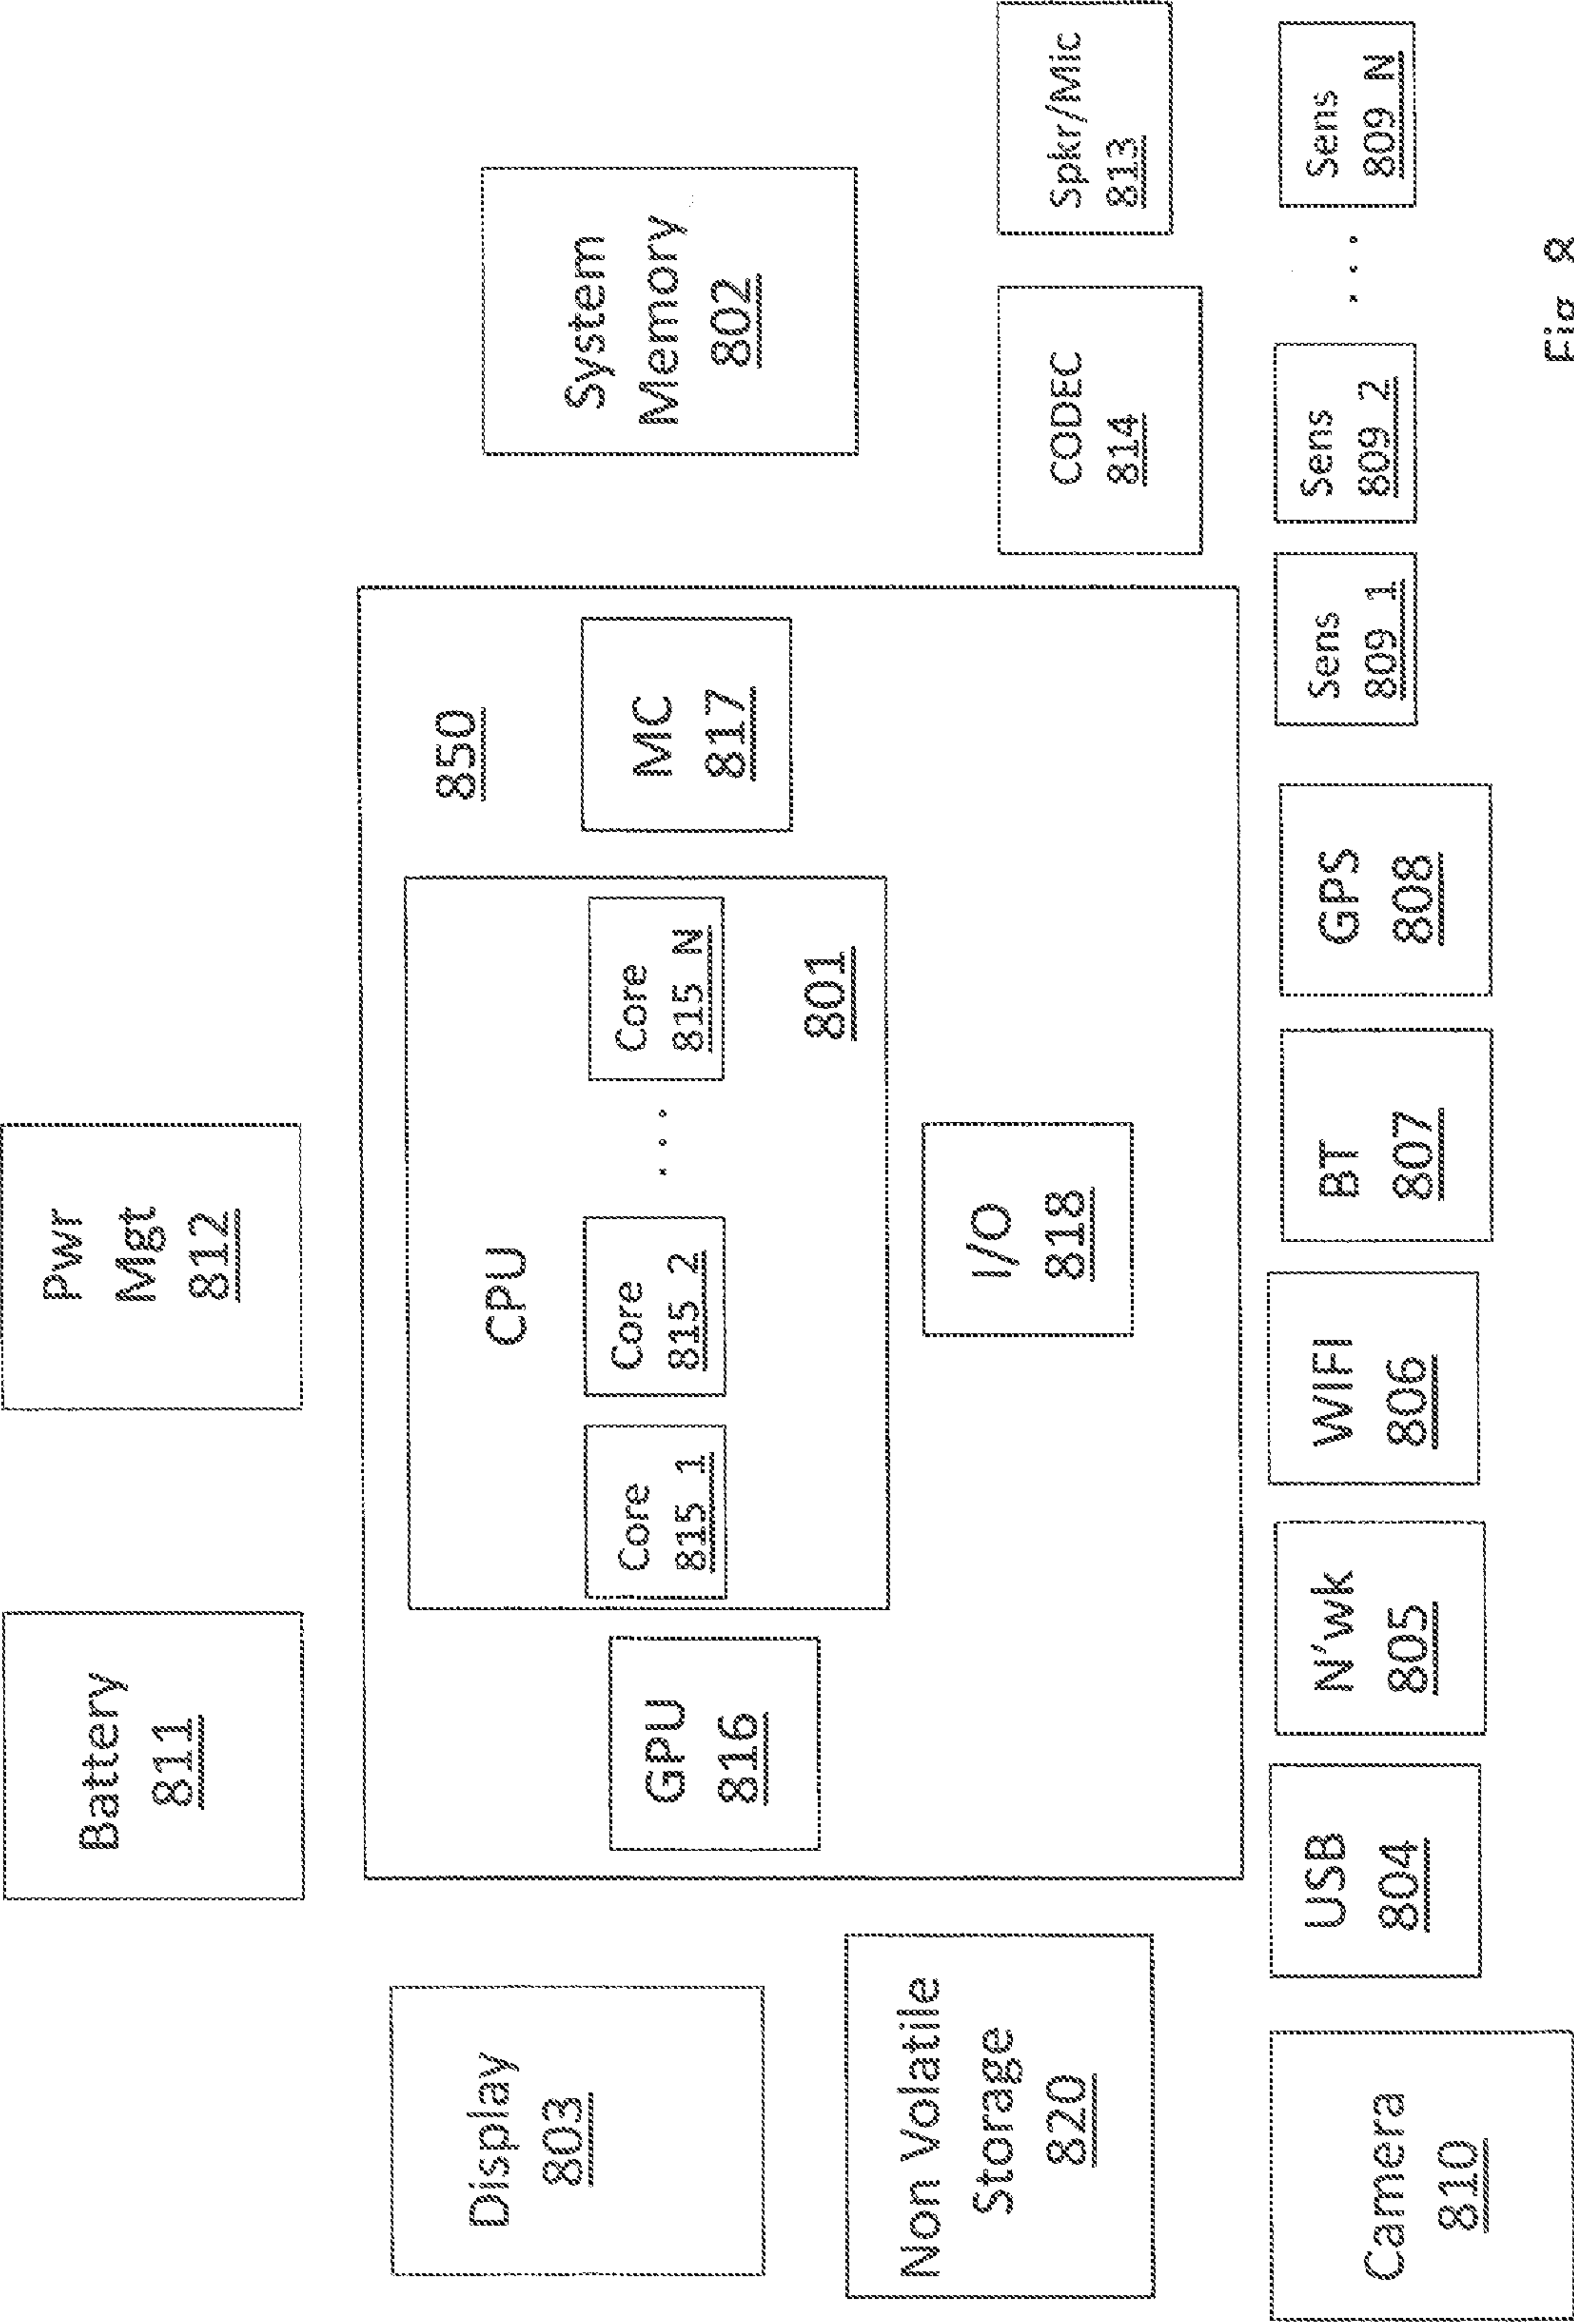 Battery
811
Pwr
Mgt
812
Display
803
850
CPU
System
Memory
802
GPU
816
Core
815_1
Core
815_2
. . .
Core
815_N
MC
817
801
Non Volatile
Storage
820
I/O
818
CODEC
814
Spkr/Mic
813
Camera
810
USB
804
N'wk
805
WIFI
806
BT
807
GPS
808
Sens
809_1
Sens
809_2
. . .
Sens
809_N
Fig. 8